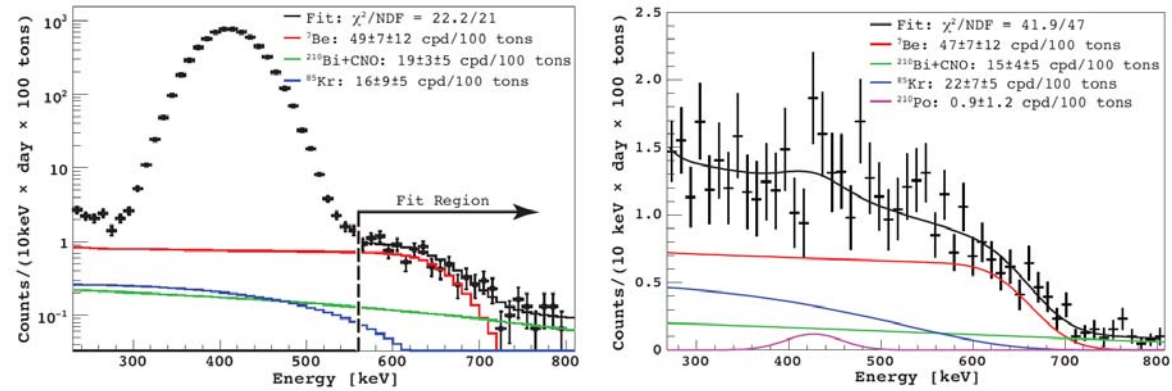 Fit: χ²/NDF = 22.2/21
⁷Be: 49±7±12 cpd/100 tons
²¹⁰Bi+CNO: 19±3±5 cpd/100 tons
⁸⁵Kr: 16±9±5 cpd/100 tons
Fit Region
Counts/(10keV × day × 100 tons)
10³
10²
10
1
10⁻¹
300 400 500 600 700 800
Energy [keV]
Fit: χ²/NDF = 41.9/47
⁷Be: 47±7±12 cpd/100 tons
²¹⁰Bi+CNO: 15±4±5 cpd/100 tons
⁸⁵Kr: 22±7±5 cpd/100 tons
²¹⁰Po: 0.9±1.2 cpd/100 tons
Counts/(10 keV × day × 100 tons)
2.5
2.0
1.5
1.0
0.5
0
300 400 500 600 700 800
Energy [keV]